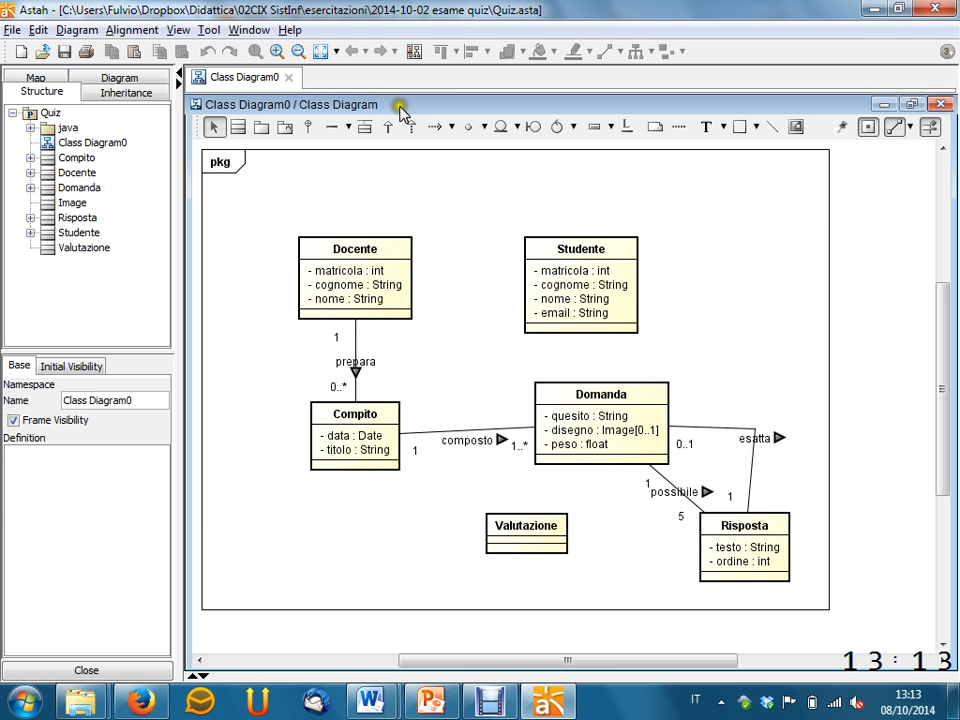 Astah - [C:\Users\Fulvio\Dropbox\Didattica\02CIX SistInf\esercitazioni\2014-10-02 esame quiz\Quiz.asta]
File Edit Diagram Alignment View Tool Window Help
Map Diagram
Structure Inheritance
Quiz
java
Class Diagram0
Compito
Docente
Domanda
Image
Risposta
Studente
Valutazione
Base Initial Visibility
Namespace
Name Class Diagram0
Frame Visibility
Definition
Close
Class Diagram0
Class Diagram0 / Class Diagram
T
pkg
Docente
- matricola : int
- cognome : String
- nome : String
Studente
- matricola : int
- cognome : String
- nome : String
- email : String
1
prepara
0..*
Compito
- data : Date
- titolo : String
1
composto
1..*
Domanda
- quesito : String
- disegno : Image[0..1]
- peso : float
0..1
esatta
1
1
possibile
5
Valutazione
Risposta
- testo : String
- ordine : int
13:13
IT
13:13
08/10/2014